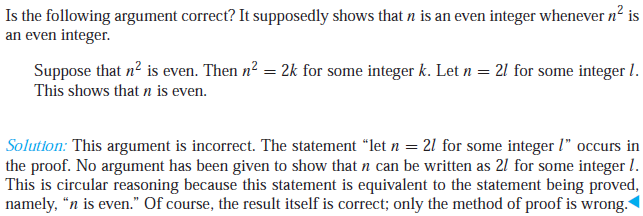 Is the following argument correct? It supposedly shows that n is an even integer whenever n² is
an even integer.
Suppose that n² is even. Then n² = 2k for some integer k. Let n = 2l for some integer l.
This shows that n is even.
Solution: This argument is incorrect. The statement “let n = 2l for some integer l” occurs in
the proof. No argument has been given to show that n can be written as 2l for some integer l.
This is circular reasoning because this statement is equivalent to the statement being proved,
namely, “n is even.” Of course, the result itself is correct; only the method of proof is wrong.◀